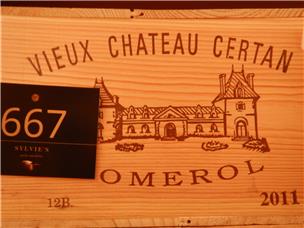 VIEUX CHATEAU CERTAN
667
SYLVIE'S
OMEROL
12B.
2011